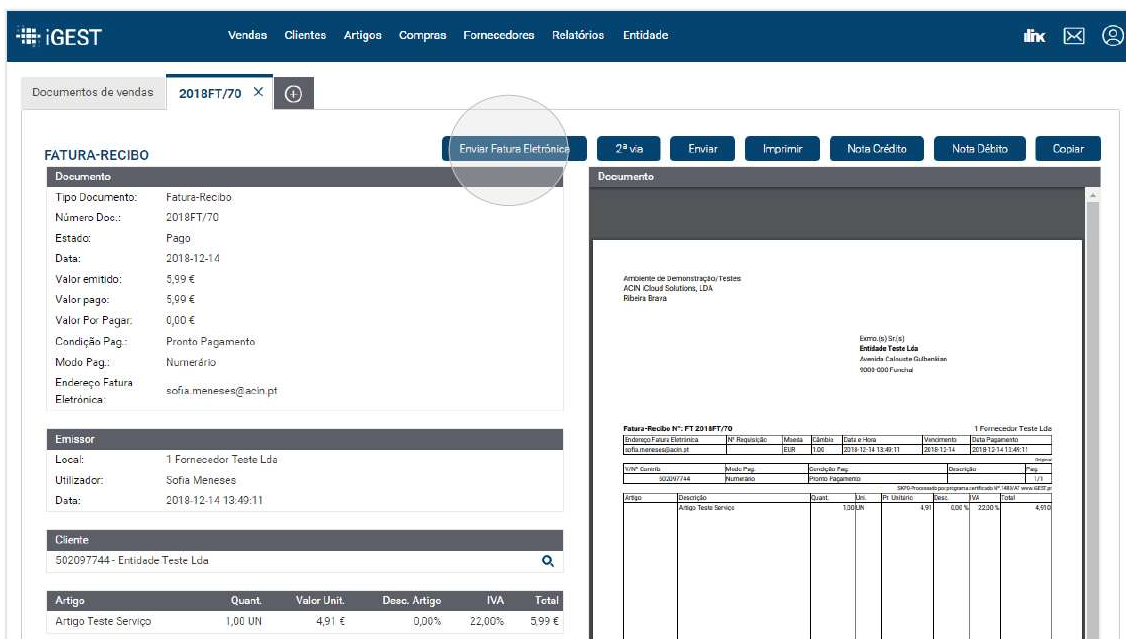 iGEST
Vendas Clientes Artigos Compras Fornecedores Relatórios Entidade
ilink
Documentos de vendas
2018FT/70
FATURA-RECIBO
Enviar Fatura Eletrónica
2ª via
Enviar
Imprimir
Nota Crédito
Nota Débito
Copiar
Documento
Tipo Documento: Fatura-Recibo
Número Doc.: 2018FT/70
Estado: Pago
Data: 2018-12-14
Valor emitido: 5,99 €
Valor pago: 5,99 €
Valor Por Pagar: 0,00 €
Condição Pag.: Pronto Pagamento
Modo Pag.: Numerário
Endereço Fatura
Eletrónica: sofia.meneses@acin.pt
Emissor
Local: 1 Fornecedor Teste Lda
Utilizador: Sofia Meneses
Data: 2018-12-14 13:49:11
Cliente
502097744 - Entidade Teste Lda
Artigo Quant. Valor Unit. Desc. Artigo IVA Total
Artigo Teste Serviço 1,00 UN 4,91 € 0,00% 22,00% 5,99 €
Documento
Ambiente de Demonstração/Testes
ACIN iCloud Solutions, LDA
Ribeira Brava
Exmo.(s) Sr.(s)
Entidade Teste Lda
Avenida Calouste Gulbenkian
9000-000 Funchal
Fatura-Recibo Nº: FT 2018FT/70 1 Fornecedor Teste Lda
Endereço Fatura Eletrónica Nº Requisição Moeda Câmbio Data e Hora Vencimento Data Pagamento
sofia.meneses@acin.pt EUR 1.00 2018-12-14 13:49:11 2018-12-14 2018-12-14 13:49:11
Original
V/Nº Contrib. Modo Pag. Condição Pag. Descrição Pag.
502097744 Numerário Pronto Pagamento 1/1
Artigo Descrição Quant. Uni. Pr. Unitário Desc. IVA Total
Artigo Teste Serviço 1,00 UN 4,91 0,00 % 22,00 % 4,910